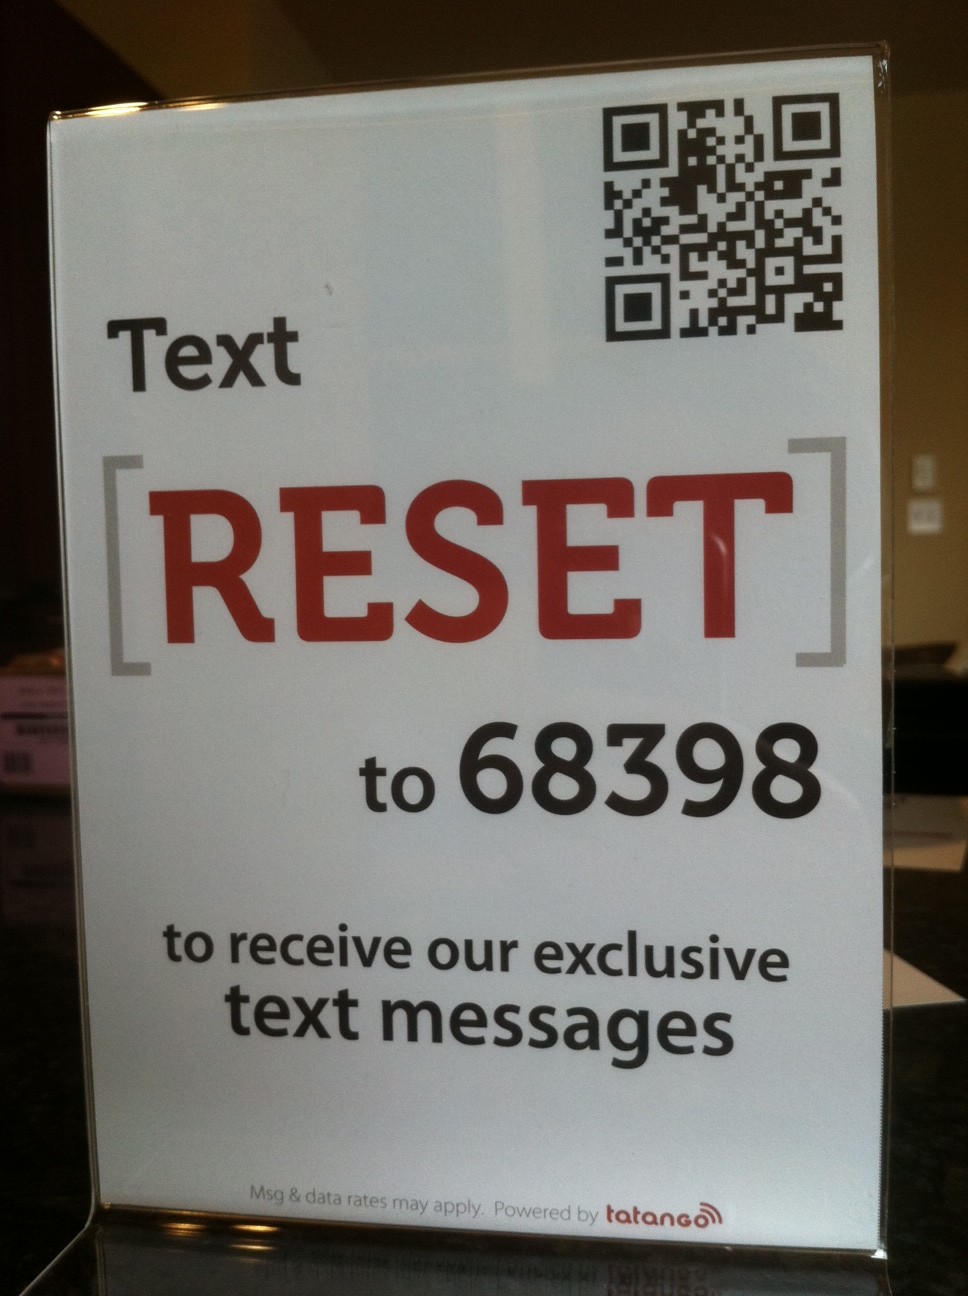 Text
[RESET]
to 68398
to receive our exclusive
text messages
Msg & data rates may apply. Powered by tatango